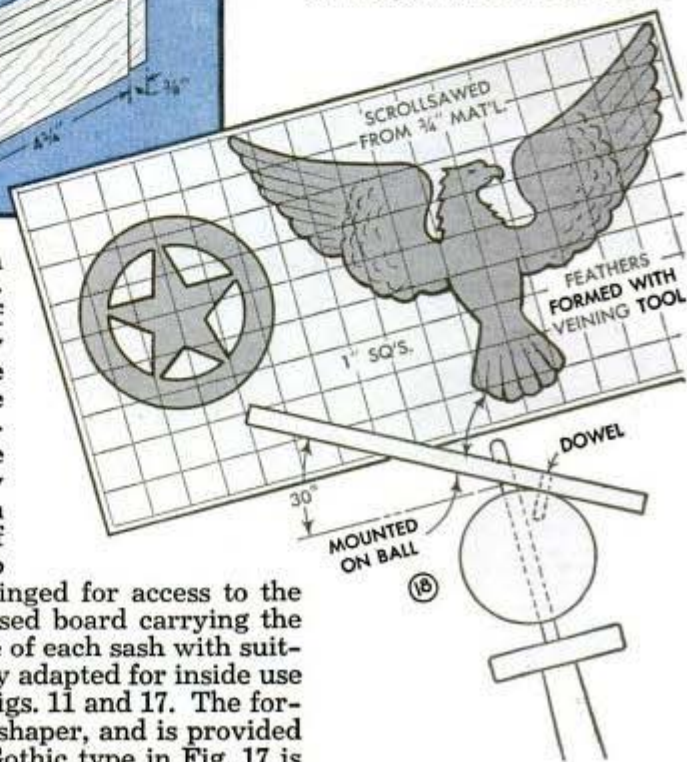 4¾"
⅞"
SCROLLSAWED
FROM ¾" MAT'L.
FEATHERS
FORMED WITH
VEINING TOOL
1" SQ'S.
DOWEL
30°
MOUNTED
ON BALL
18
inged for access to the
sed board carrying the
e of each sash with suit-
y adapted for inside use
igs. 11 and 17. The for-
shaper, and is provided
Gothic type in Fig. 17 is